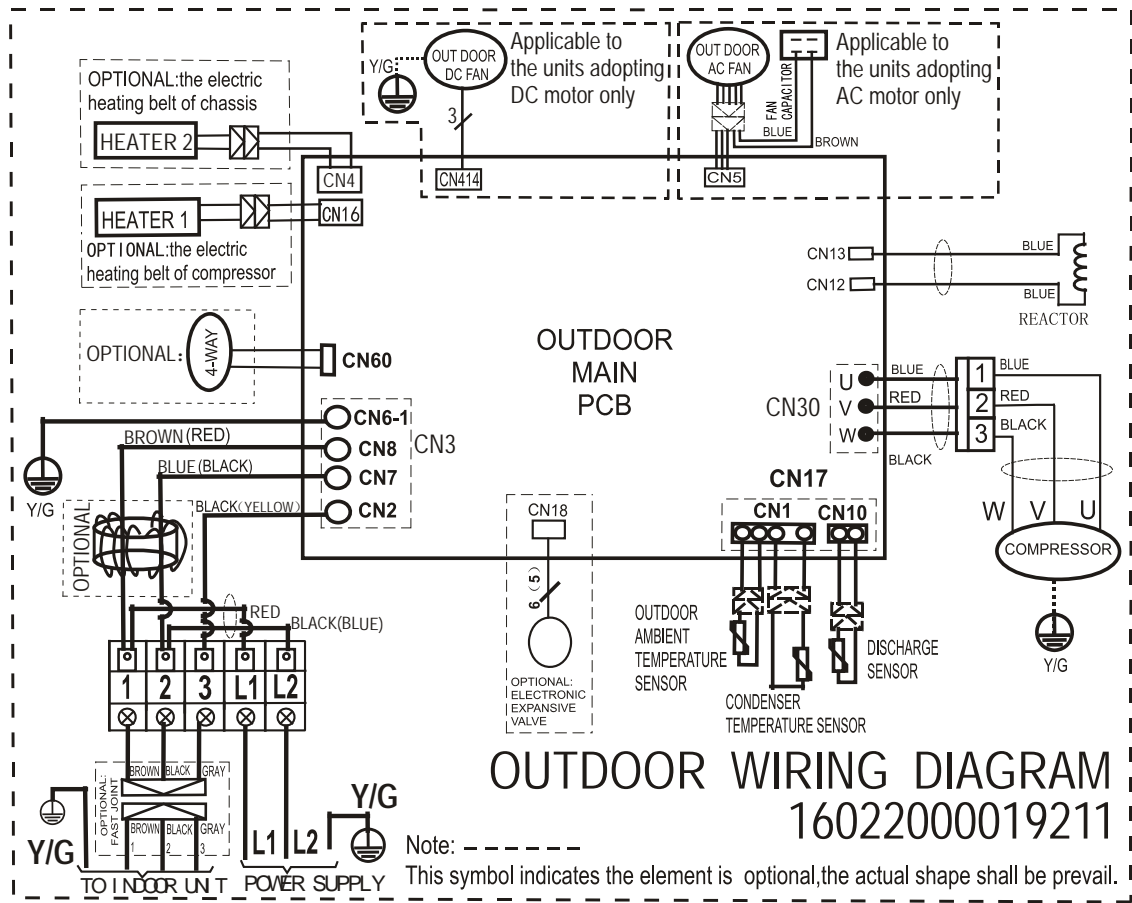 OPTIONAL:the electric
heating belt of chassis
HEATER 2
CN4
HEATER 1
CN16
OPTIONAL:the electric
heating belt of compressor
Y/G
OUT DOOR
DC FAN
3
CN414
Applicable to
the units adopting
DC motor only
OUT DOOR
AC FAN
FAN
CAPACITOR
BLUE
BROWN
CN5
Applicable to
the units adopting
AC motor only
CN13
BLUE
CN12
BLUE
REACTOR
OPTIONAL:
4-WAY
CN60
OUTDOOR
MAIN
PCB
CN6-1
CN8
CN7
CN2
CN3
BROWN(RED)
BLUE(BLACK)
BLACK(YELLOW)
Y/G
OPTIONAL
RED
BLACK(BLUE)
1 2 3 L1 L2
CN30
U
V
W
BLUE
RED
BLACK
1
2
3
BLUE
RED
BLACK
W V U
COMPRESSOR
Y/G
CN17
CN1 CN10
CN18
6 (5)
OPTIONAL:
ELECTRONIC
EXPANSIVE
VALVE
OUTDOOR
AMBIENT
TEMPERATURE
SENSOR
CONDENSER
TEMPERATURE SENSOR
DISCHARGE
SENSOR
OPTIONAL:
FAST JOINT
BROWN BLACK GRAY
BROWN BLACK GRAY
1 2 3
Y/G
TO INDOOR UNIT
L1 L2
Y/G
POWER SUPPLY
OUTDOOR WIRING DIAGRAM
16022000019211
Note: – – – – – –
This symbol indicates the element is optional,the actual shape shall be prevail.